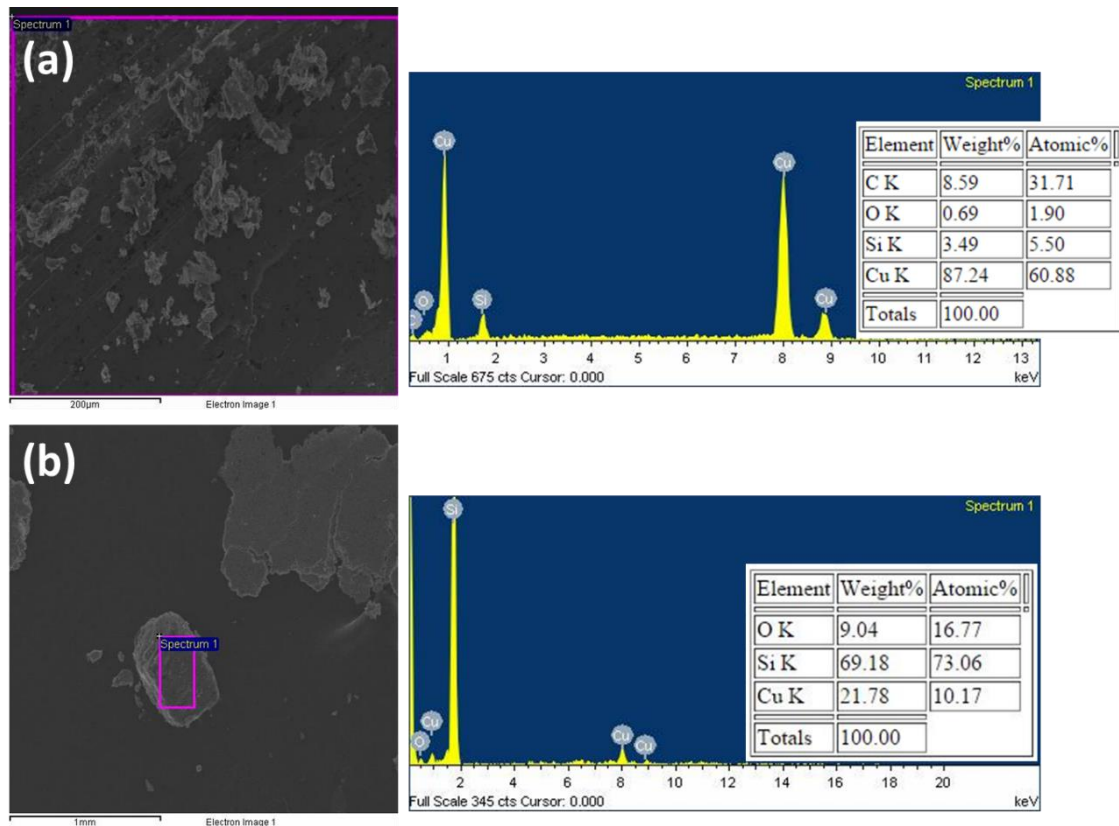 Spectrum 1
(a)
200µm
Electron Image 1
Spectrum 1
Cu
Cu
O
Si
Cu
C
1 2 3 4 5 6 7 8 9 10 11 12 13
Full Scale 675 cts Cursor: 0.000
keV
Element Weight% Atomic%
C K 8.59 31.71
O K 0.69 1.90
Si K 3.49 5.50
Cu K 87.24 60.88
Totals 100.00
(b)
Spectrum 1
1mm
Electron Image 1
Spectrum 1
Si
Cu
O
Cu
Cu
2 4 6 8 10 12 14 16 18 20
Full Scale 345 cts Cursor: 0.000
keV
Element Weight% Atomic%
O K 9.04 16.77
Si K 69.18 73.06
Cu K 21.78 10.17
Totals 100.00